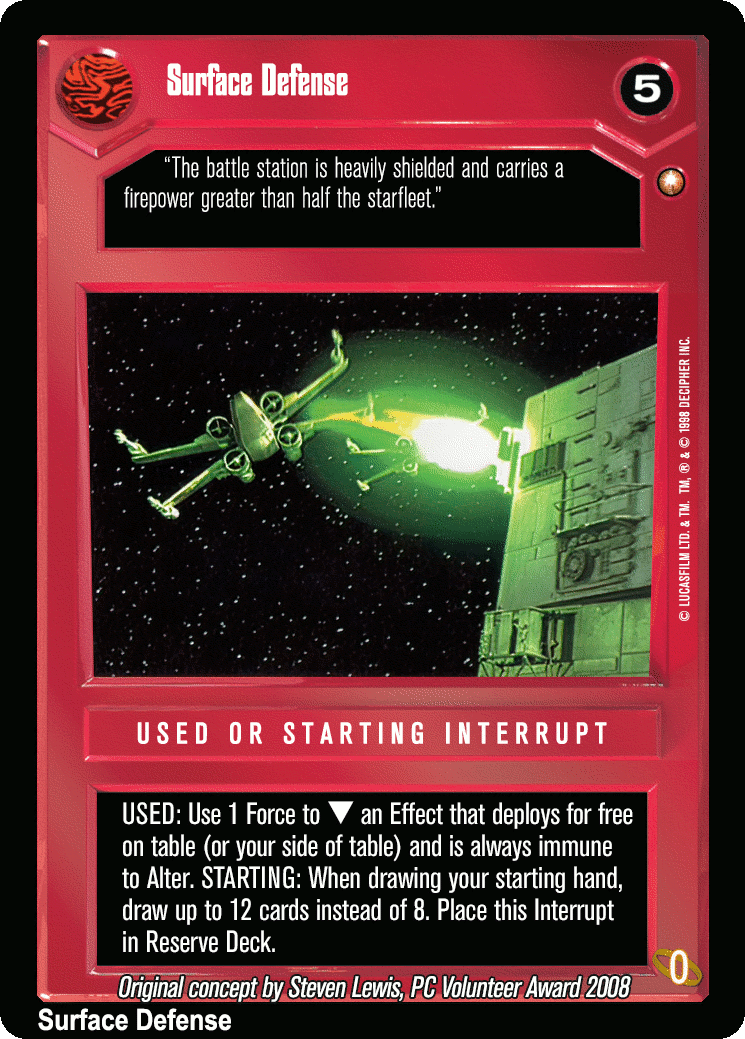 Surface Defense
5
“The battle station is heavily shielded and carries a
firepower greater than half the starfleet.”
© LUCASFILM LTD. & TM. TM, ® & © 1998 DECIPHER INC.
USED OR STARTING INTERRUPT
USED: Use 1 Force to ▼ an Effect that deploys for free
on table (or your side of table) and is always immune
to Alter. STARTING: When drawing your starting hand,
draw up to 12 cards instead of 8. Place this Interrupt
in Reserve Deck.
0
Original concept by Steven Lewis, PC Volunteer Award 2008
Surface Defense